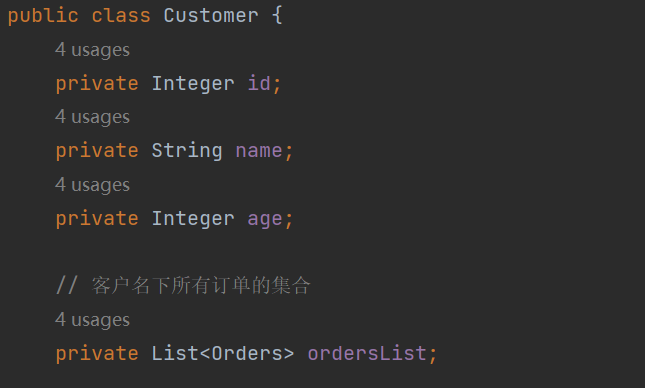 public class Customer {
4 usages
private Integer id;
4 usages
private String name;
4 usages
private Integer age;
// 客户名下所有订单的集合
4 usages
private List<Orders> ordersList;